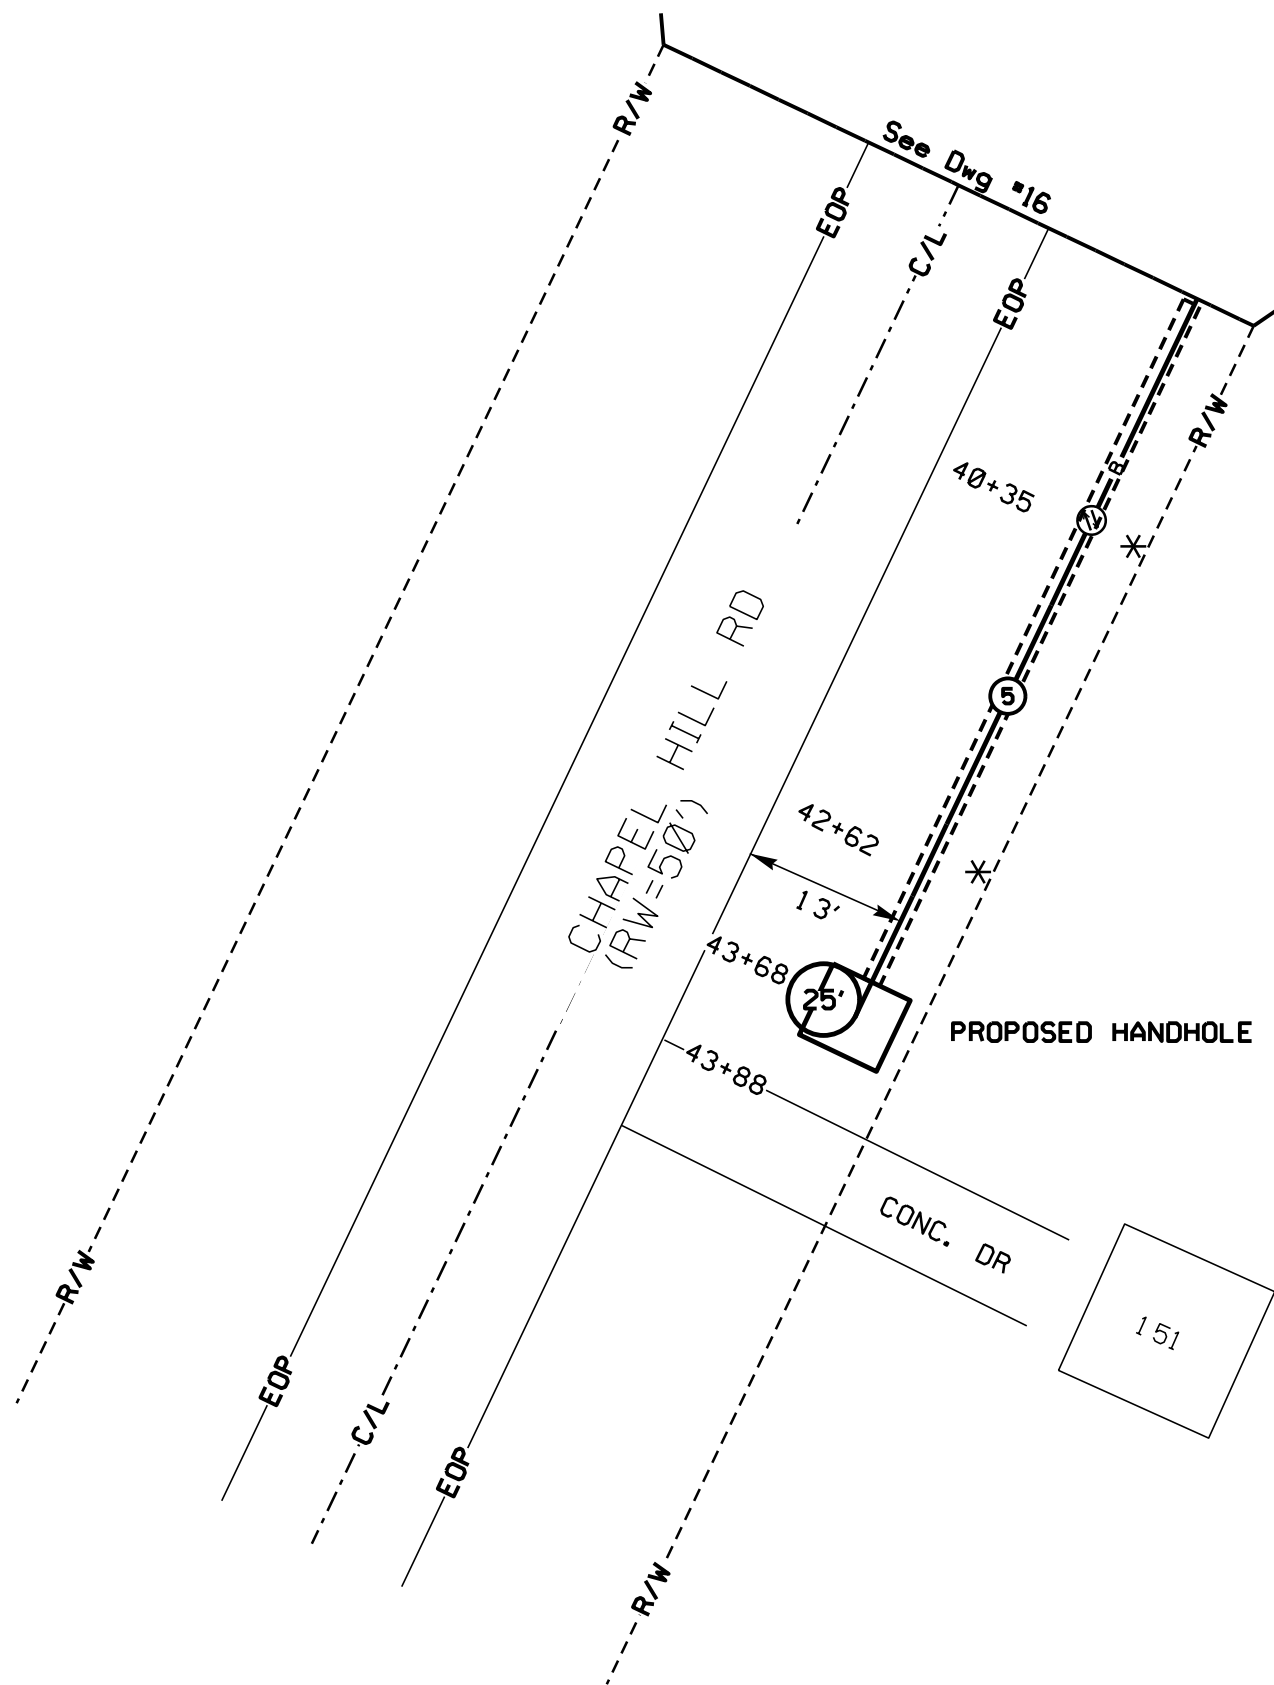 R/W
See Dwg #16
EOP
C/L
EOP
R/W
40+35
B
CHAPEL HILL RD
(RW=50')
5
42+62
13'
43+68
25'
PROPOSED HANDHOLE
43+88
CONC. DR
151
R/W
EOP
C/L
EOP
R/W